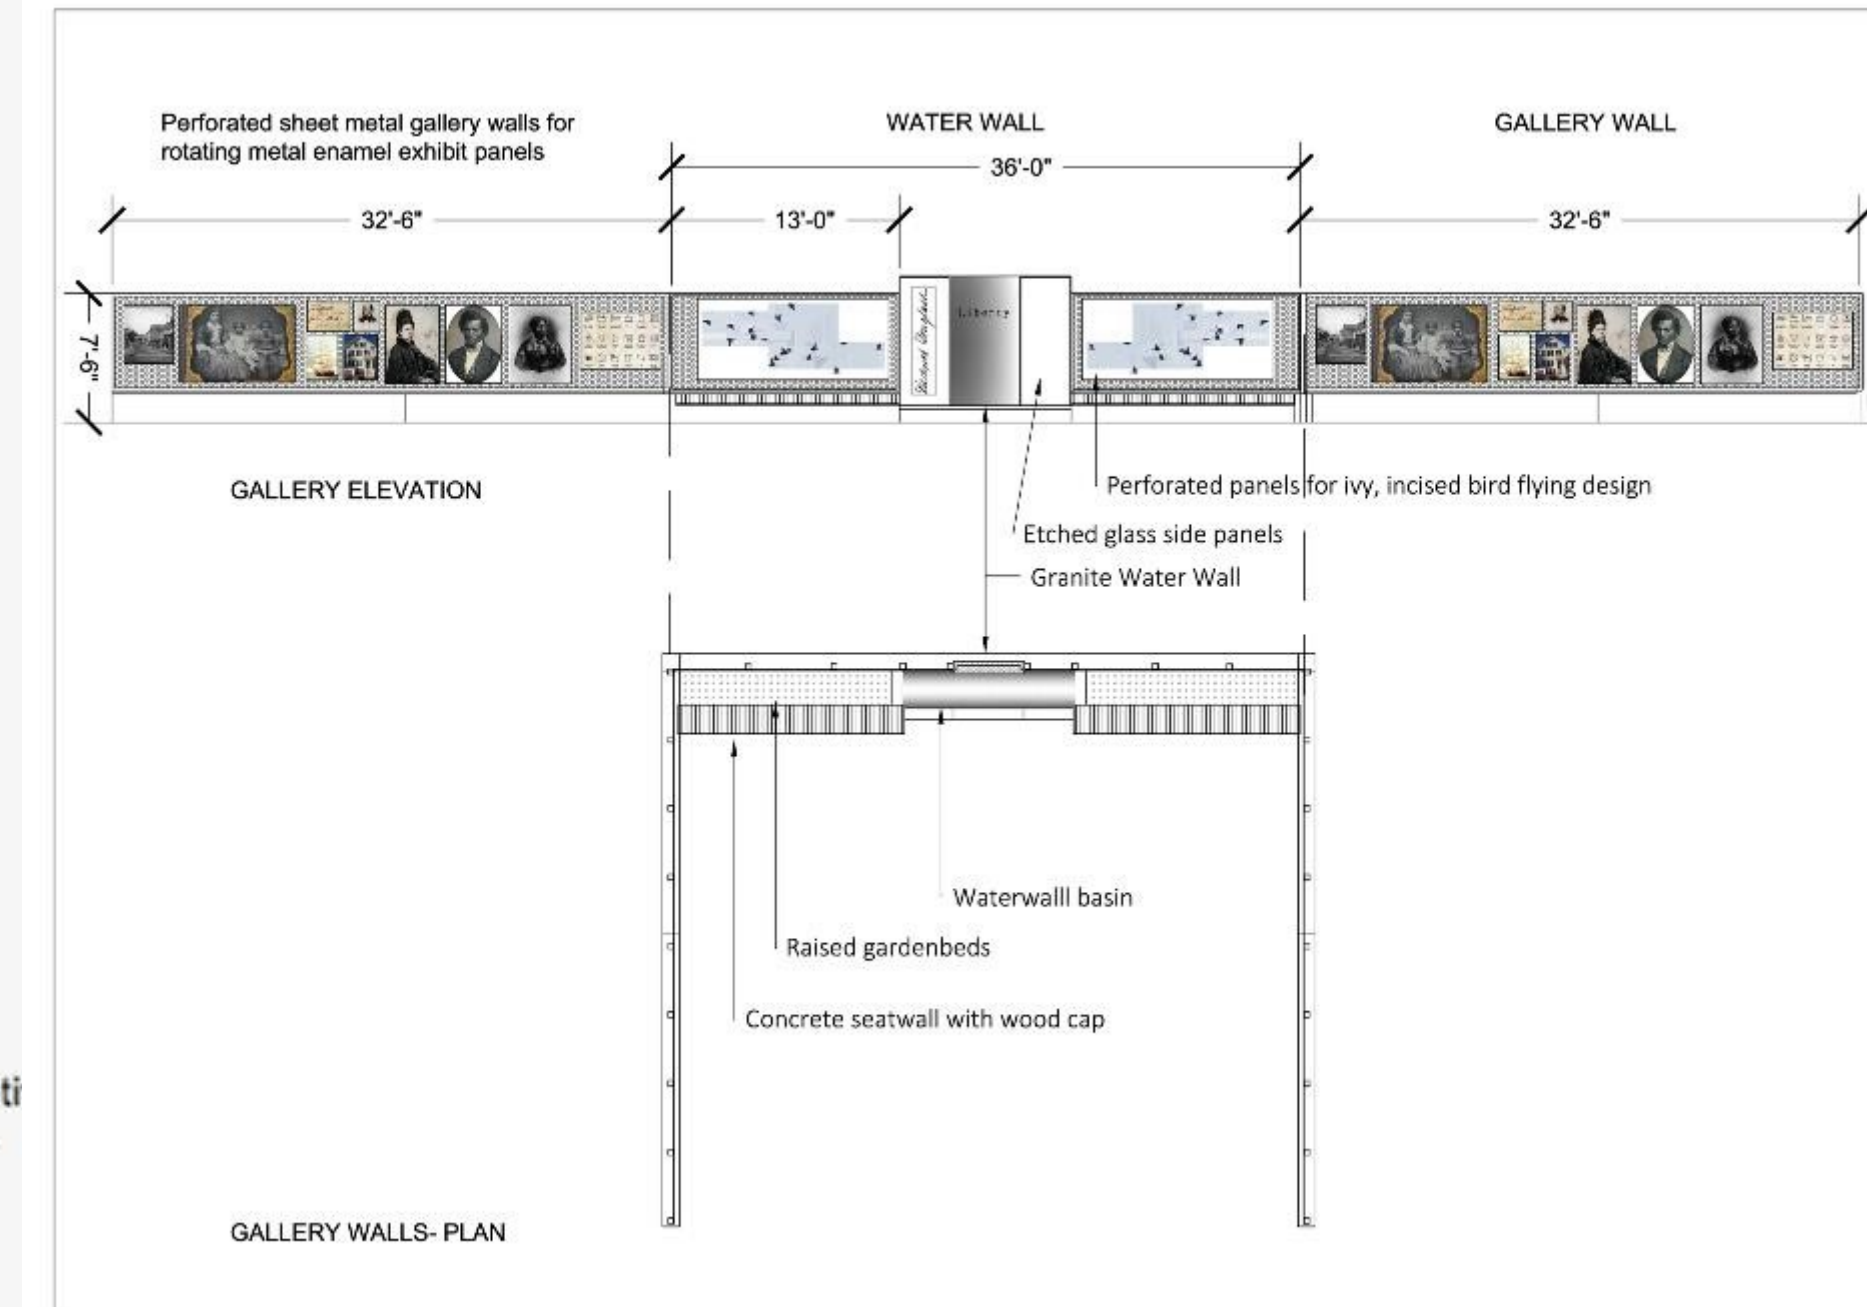 Perforated sheet metal gallery walls for
rotating metal enamel exhibit panels
WATER WALL
GALLERY WALL
36'-0"
32'-6"
13'-0"
32'-6"
7'-6"
Liberty
GALLERY ELEVATION
Perforated panels for ivy, incised bird flying design
Etched glass side panels
Granite Water Wall
Waterwalll basin
Raised gardenbeds
Concrete seatwall with wood cap
ti
GALLERY WALLS- PLAN